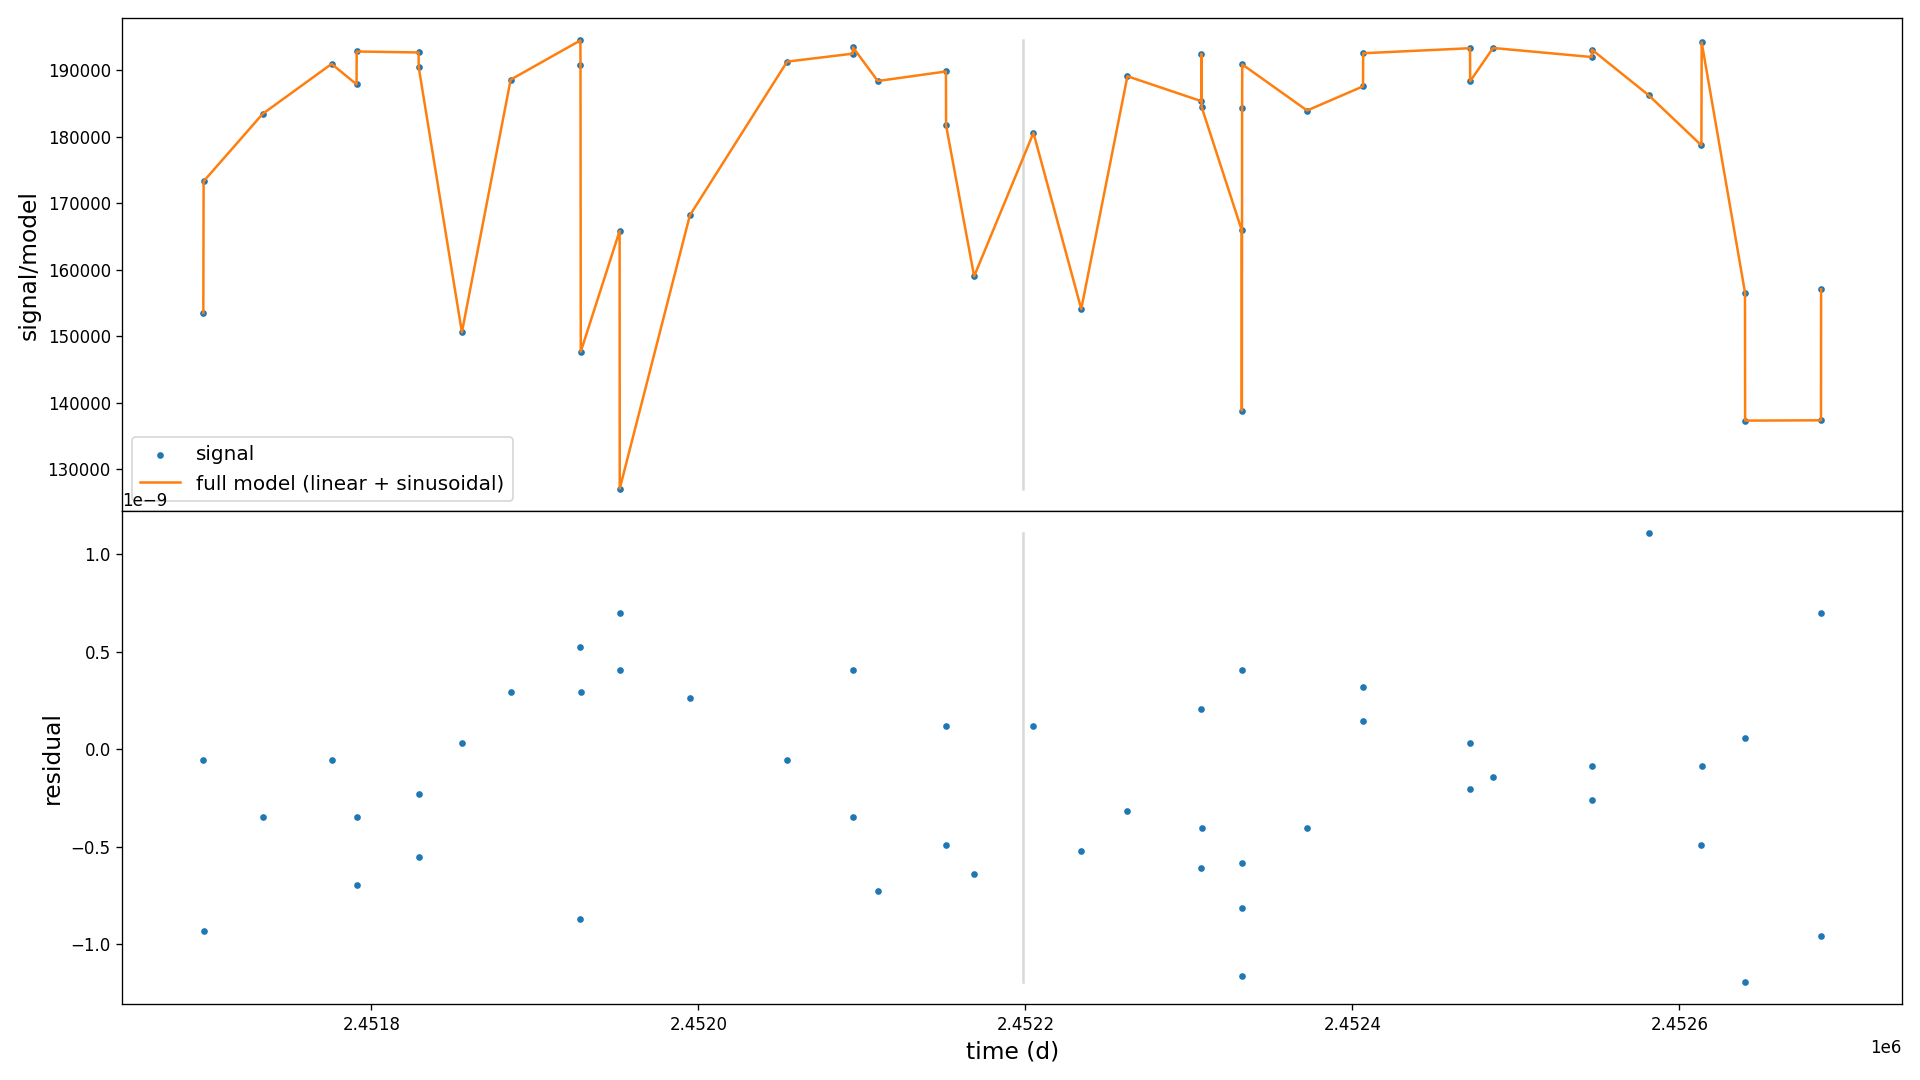 signal/model
190000
180000
170000
160000
150000
140000
130000
signal
full model (linear + sinusoidal)
1e−9
residual
1.0
0.5
0.0
−0.5
−1.0
2.4518
2.4520
2.4522
2.4524
2.4526
time (d)
1e6